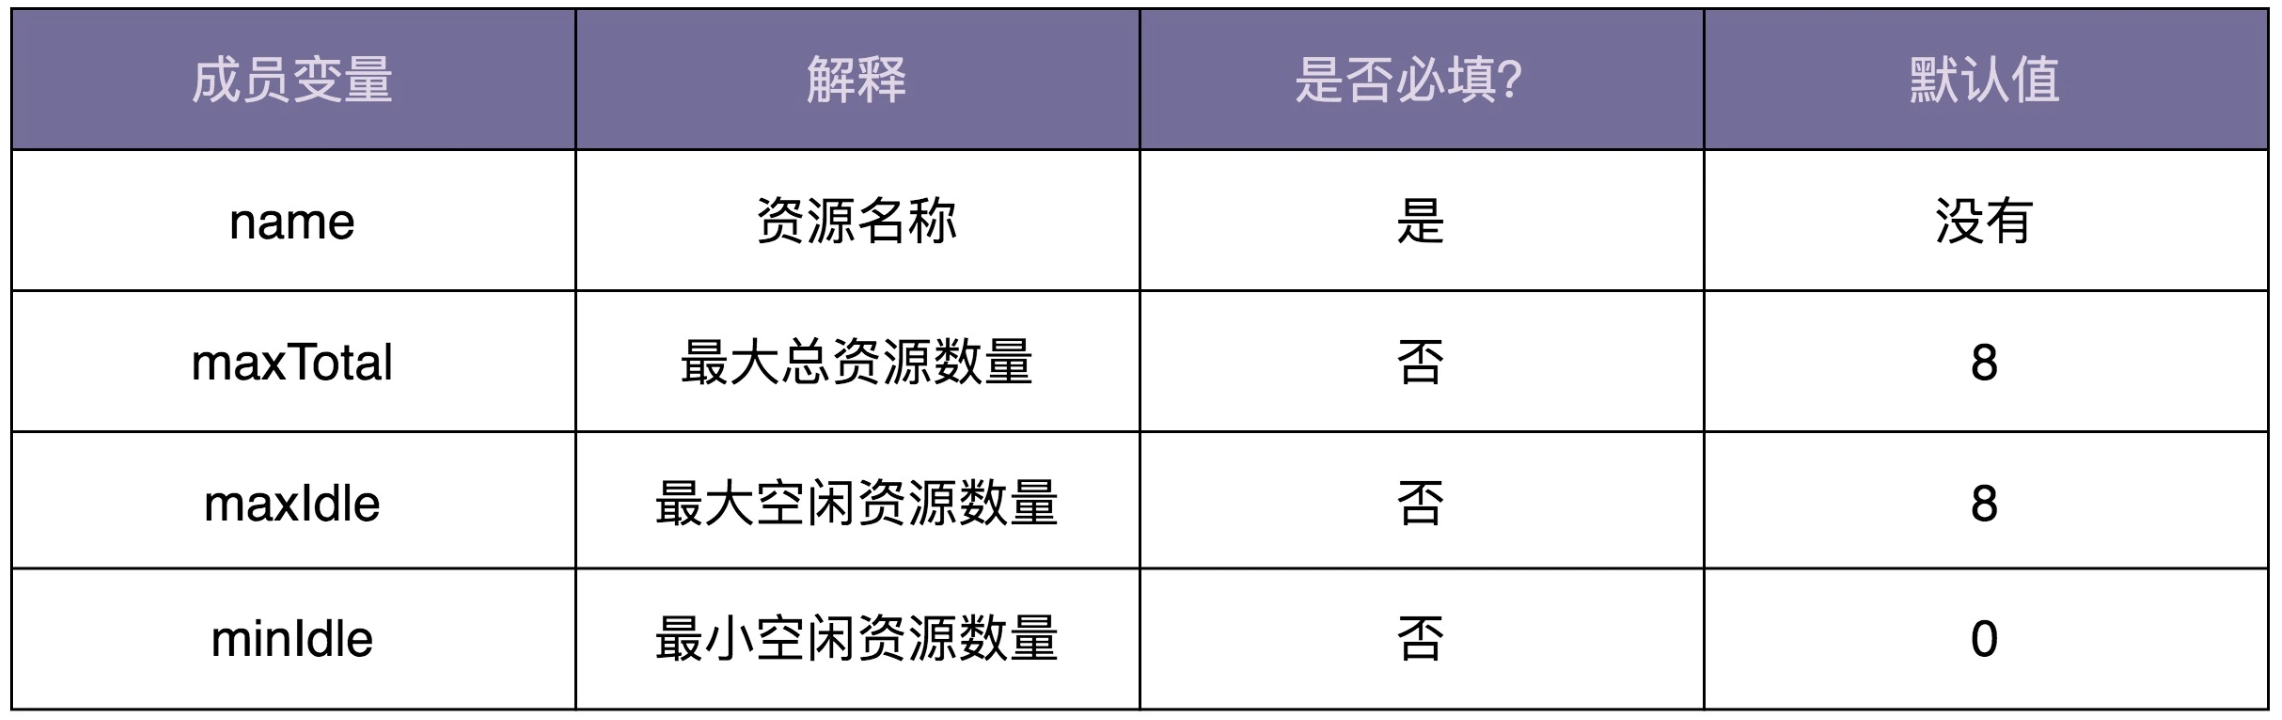 成员变量 解释 是否必填? 默认值
name 资源名称 是 没有
maxTotal 最大总资源数量 否 8
maxIdle 最大空闲资源数量 否 8
minIdle 最小空闲资源数量 否 0